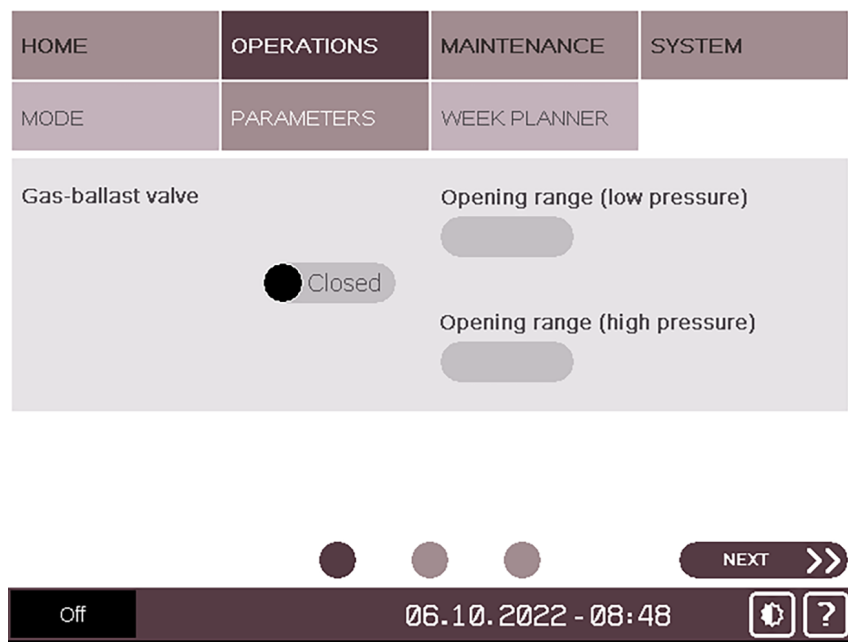 HOME OPERATIONS MAINTENANCE SYSTEM
MODE PARAMETERS WEEK PLANNER
Gas-ballast valve
Opening range (low pressure)
Closed
Opening range (high pressure)
NEXT
Off 06.10.2022 - 08:48 ?